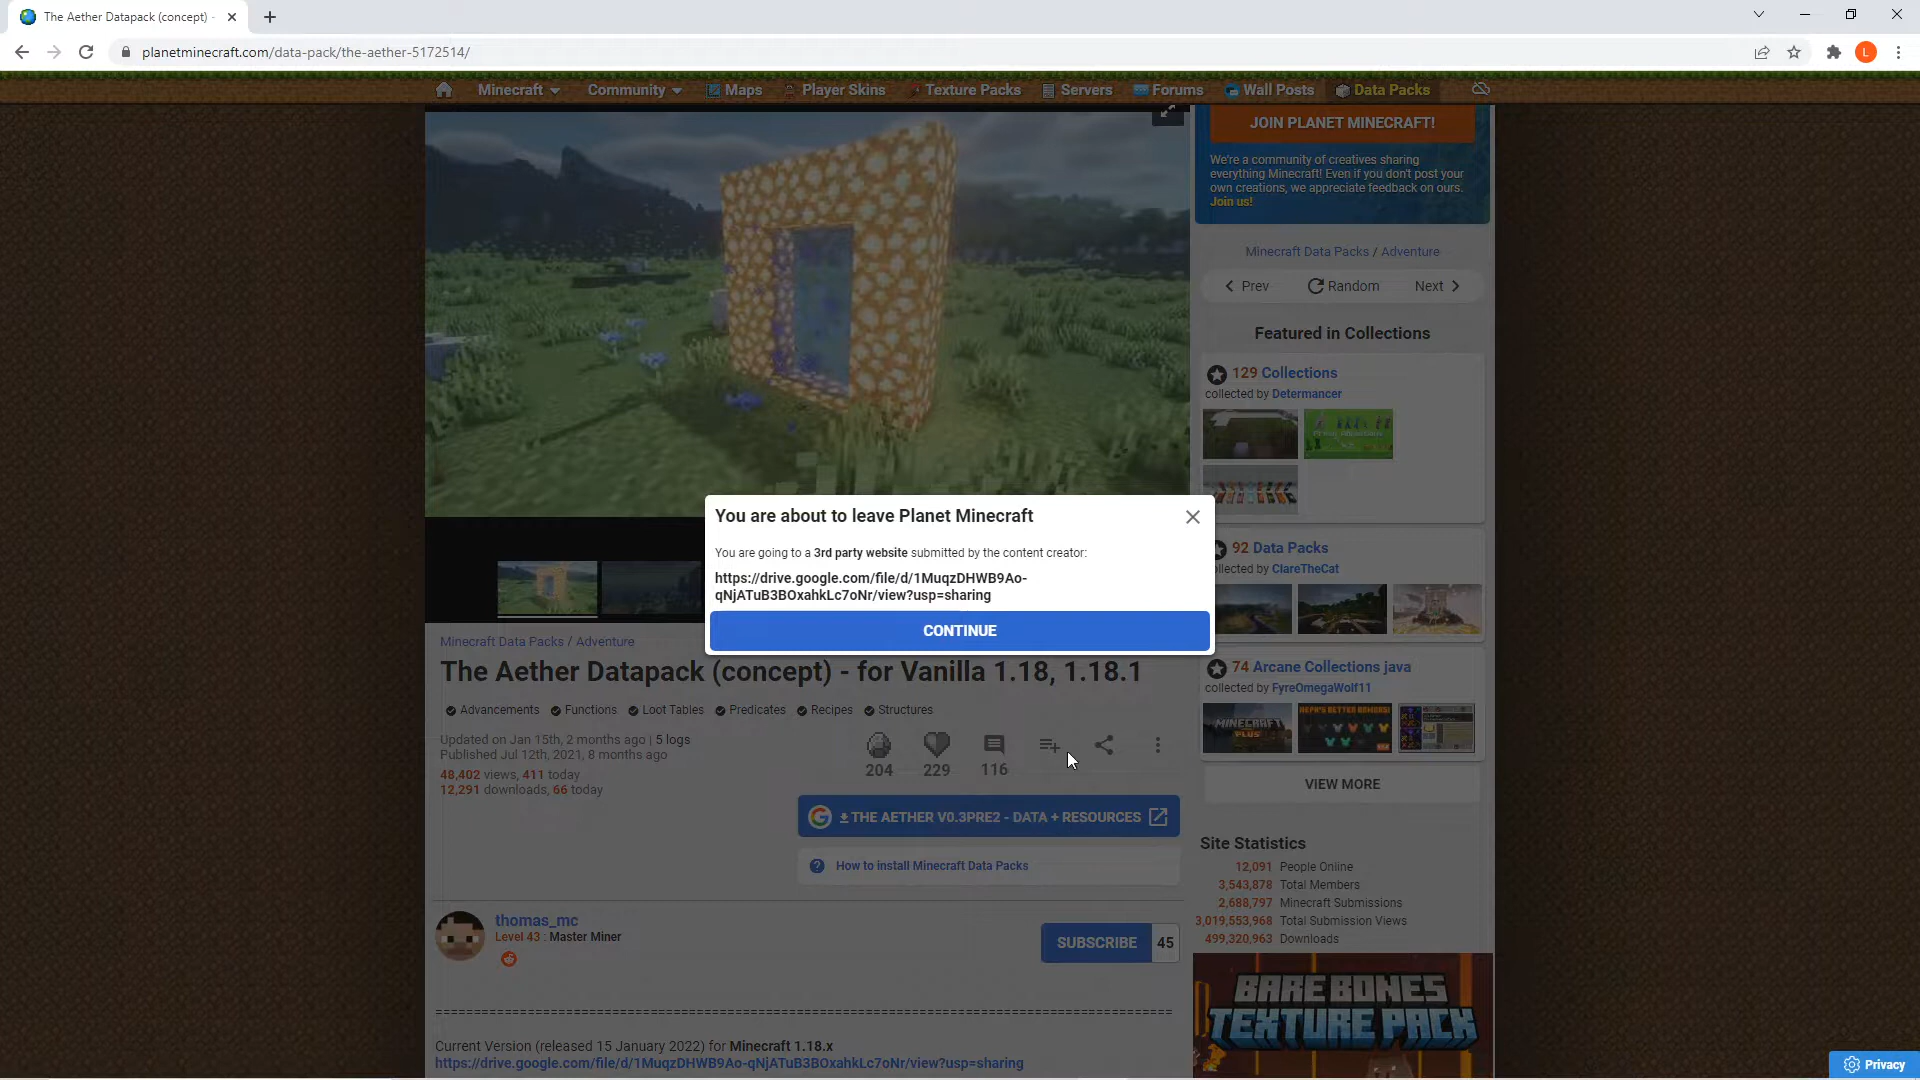 The Aether Datapack (concept) -
planetminecraft.com/data-pack/the-aether-5172514/
L
Minecraft
Community
Maps
Player Skins
Texture Packs
Servers
Forums
Wall Posts
Data Packs
JOIN PLANET MINECRAFT!
We're a community of creatives sharing
everything Minecraft! Even if you don't post your
own creations, we appreciate feedback on ours.
Join us!
Minecraft Data Packs / Adventure
Prev
Random
Next
Featured in Collections
129 Collections
collected by Determancer
You are about to leave Planet Minecraft
You are going to a 3rd party website submitted by the content creator:
https://drive.google.com/file/d/1MuqzDHWB9Ao-
qNjATuB3BOxahkLc7oNr/view?usp=sharing
CONTINUE
92 Data Packs
ollected by ClareTheCat
74 Arcane Collections java
collected by FyreOmegaWolf11
MINECRAFT
PLUS
VIEW MORE
Minecraft Data Packs / Adventure
The Aether Datapack (concept) - for Vanilla 1.18, 1.18.1
Advancements
Functions
Loot Tables
Predicates
Recipes
Structures
Updated on Jan 15th, 2 months ago | 5 logs
Published Jul 12th, 2021, 8 months ago
48,402 views, 411 today
12,291 downloads, 66 today
204
229
116
THE AETHER V0.3PRE2 - DATA + RESOURCES
How to install Minecraft Data Packs
thomas_mc
Level 43 : Master Miner
SUBSCRIBE
45
Site Statistics
12,091 People Online
3,543,878 Total Members
2,688,797 Minecraft Submissions
3,019,553,968 Total Submission Views
499,320,963 Downloads
BARE BONES
TEXTURE PACK
================================================================================
Current Version (released 15 January 2022) for Minecraft 1.18.x
https://drive.google.com/file/d/1MuqzDHWB9Ao-qNjATuB3BOxahkLc7oNr/view?usp=sharing
Privacy